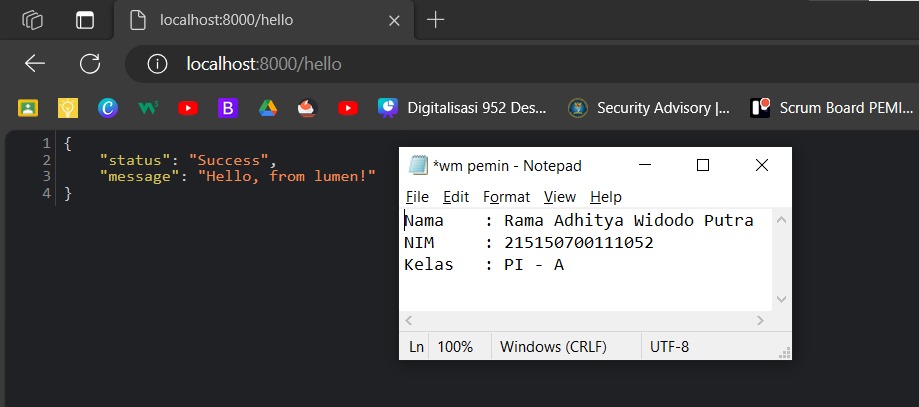 localhost:8000/hello
localhost:8000/hello
Digitalisasi 952 Des...
Security Advisory |...
Scrum Board PEMI...
1 {
2 "status": "Success",
3 "message": "Hello, from lumen!"
4 }
*wm pemin - Notepad
File Edit Format View Help
Nama : Rama Adhitya Widodo Putra
NIM : 215150700111052
Kelas : PI - A
Ln 100% Windows (CRLF) UTF-8